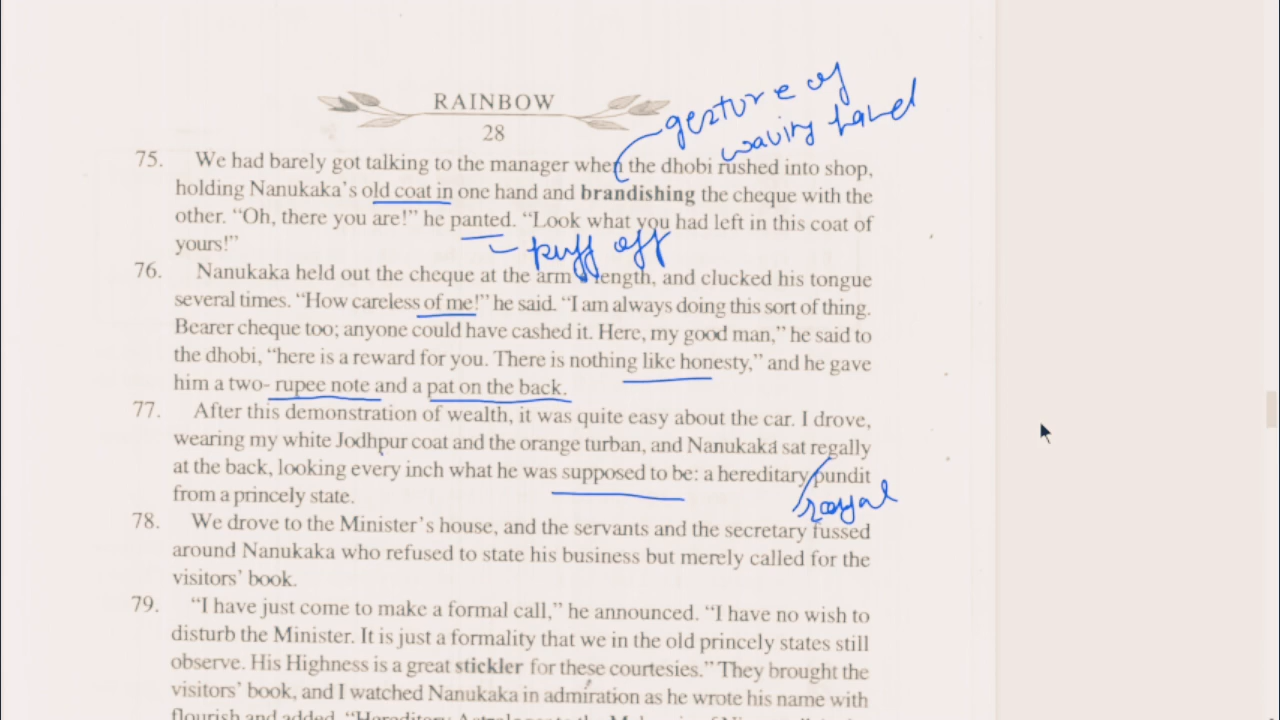 RAINBOW
28
gesture of
waving hand
75. We had barely got talking to the manager when the dhobi rushed into shop,
holding Nanukaka's old coat in one hand and brandishing the cheque with the
other. “Oh, there you are!” he panted. “Look what you had left in this coat of
yours!”
puff off
76. Nanukaka held out the cheque at the arm's length, and clucked his tongue
several times. “How careless of me!” he said. “I am always doing this sort of thing.
Bearer cheque too; anyone could have cashed it. Here, my good man,” he said to
the dhobi, “here is a reward for you. There is nothing like honesty,” and he gave
him a two- rupee note and a pat on the back.
77. After this demonstration of wealth, it was quite easy about the car. I drove,
wearing my white Jodhpur coat and the orange turban, and Nanukaka sat regally
at the back, looking every inch what he was supposed to be: a hereditary pundit
from a princely state.
royal
78. We drove to the Minister's house, and the servants and the secretary fussed
around Nanukaka who refused to state his business but merely called for the
visitors' book.
79. “I have just come to make a formal call,” he announced. “I have no wish to
disturb the Minister. It is just a formality that we in the old princely states still
observe. His Highness is a great stickler for these courtesies.” They brought the
visitors' book, and I watched Nanukaka in admiration as he wrote his name with
flourish and added, “Hereditary Astrologer to the